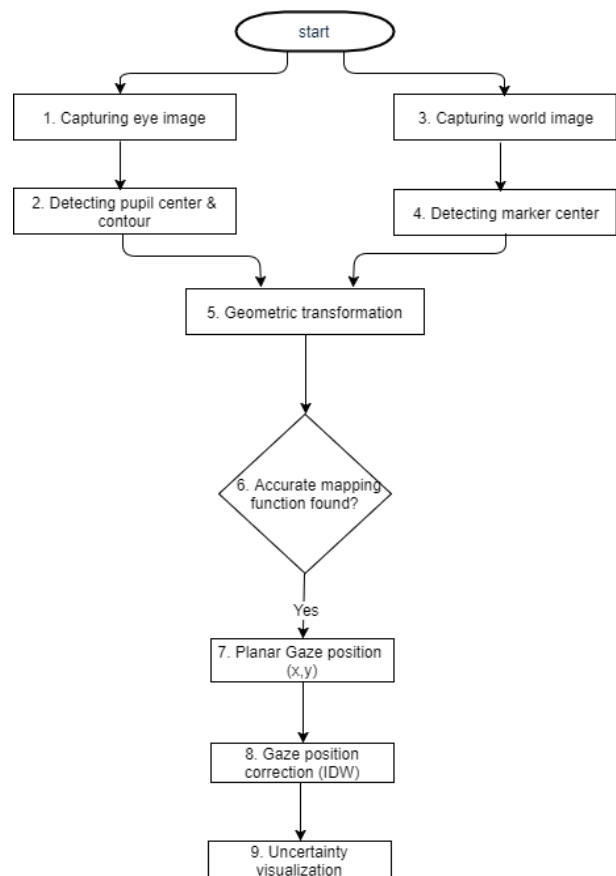 start
1. Capturing eye image
3. Capturing world image
2. Detecting pupil center &
contour
4. Detecting marker center
5. Geometric transformation
6. Accurate mapping
function found?
Yes
7. Planar Gaze position
(x,y)
8. Gaze position
correction (IDW)
9. Uncertainty
visualization